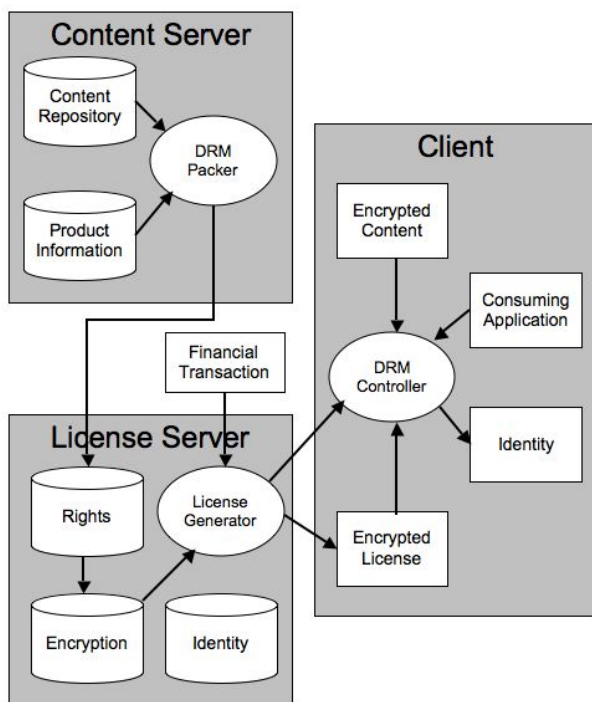 Content Server
Content
Repository
DRM
Packer
Product
Information
Client
Encrypted
Content
Consuming
Application
DRM
Controller
Identity
Encrypted
License
Financial
Transaction
License Server
Rights
License
Generator
Encryption
Identity